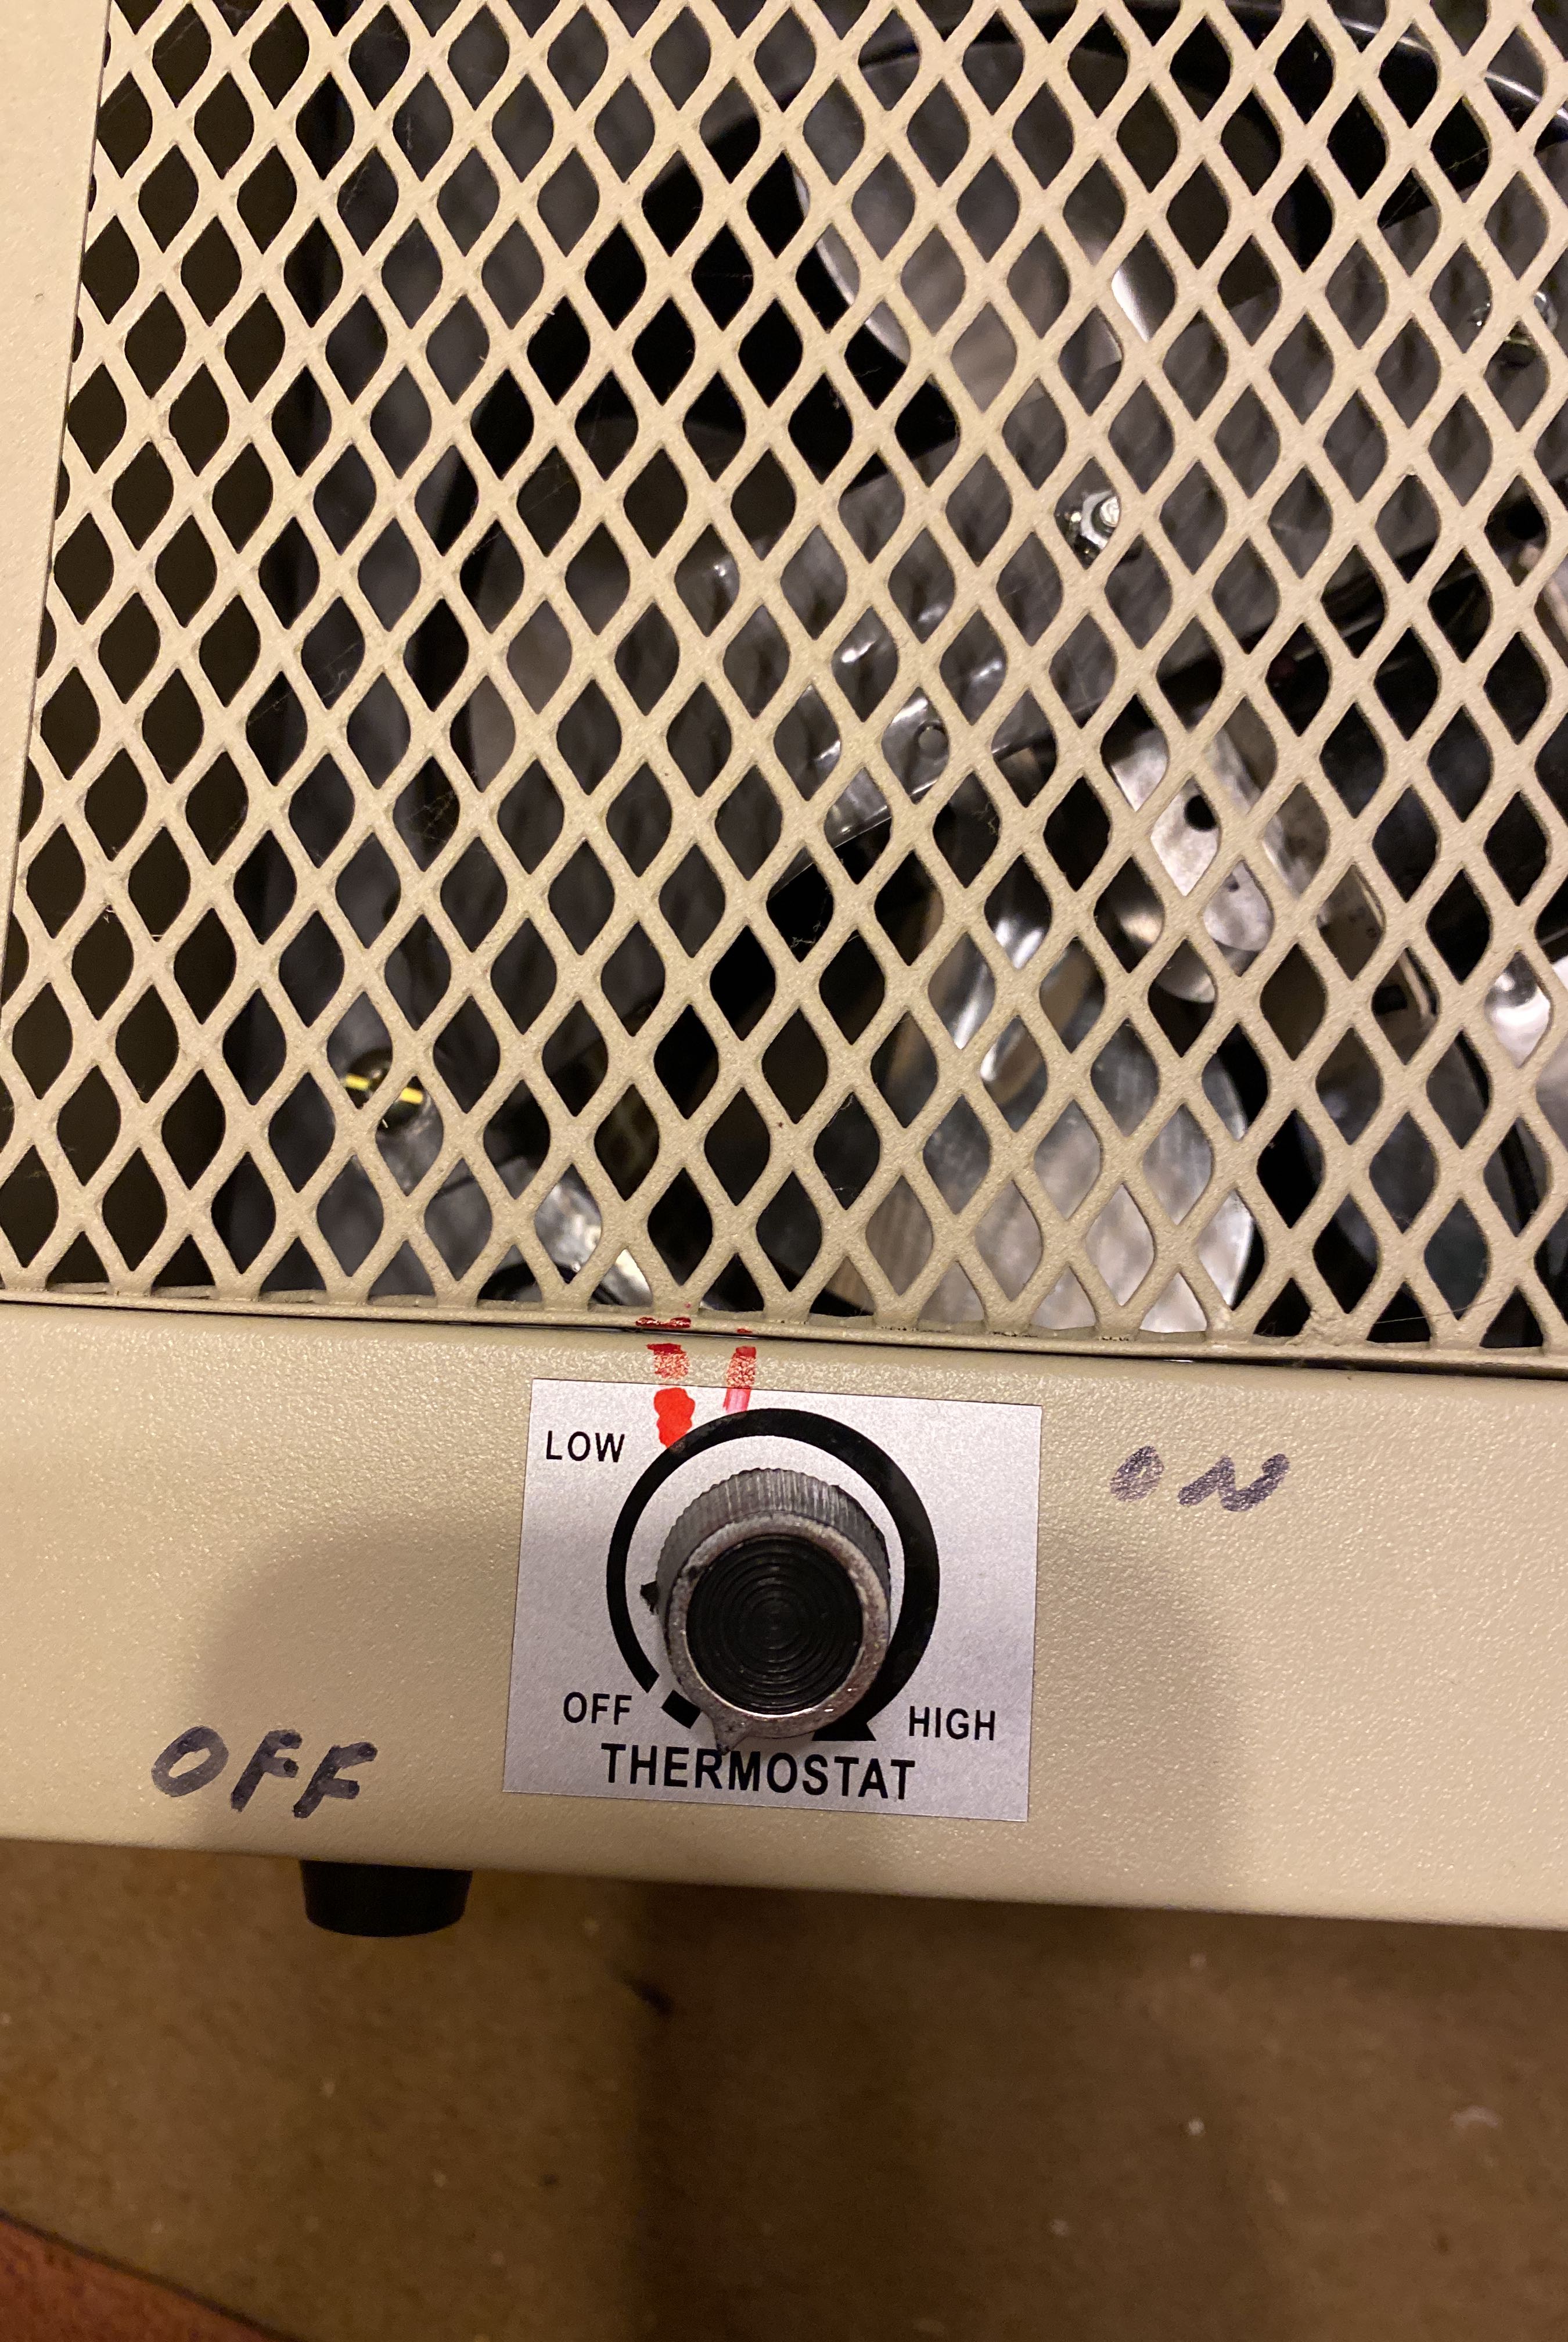 LOW
ON
OFF HIGH
OFF
THERMOSTAT